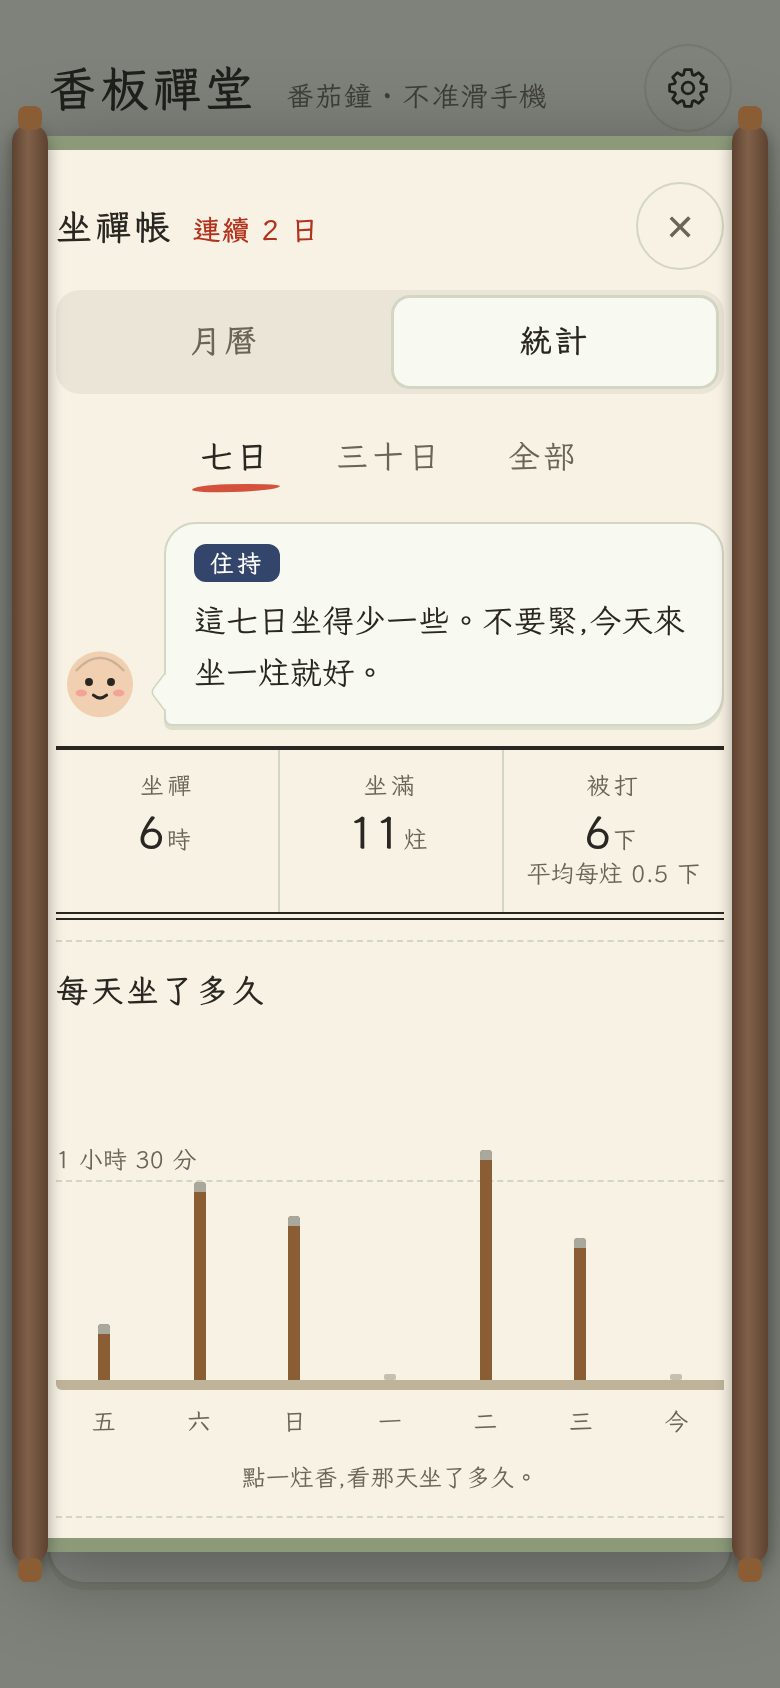 香板禪堂 番茄鐘・不准滑手機
坐禪帳 連續 2 日
月曆 統計
七日 三十日 全部
住持
這七日坐得少一些。不要緊,今天來
坐一炷就好。
坐禪 坐滿 被打
6時 11炷 6下
平均每炷 0.5 下
每天坐了多久
1 小時 30 分
五 六 日 一 二 三 今
點一炷香,看那天坐了多久。